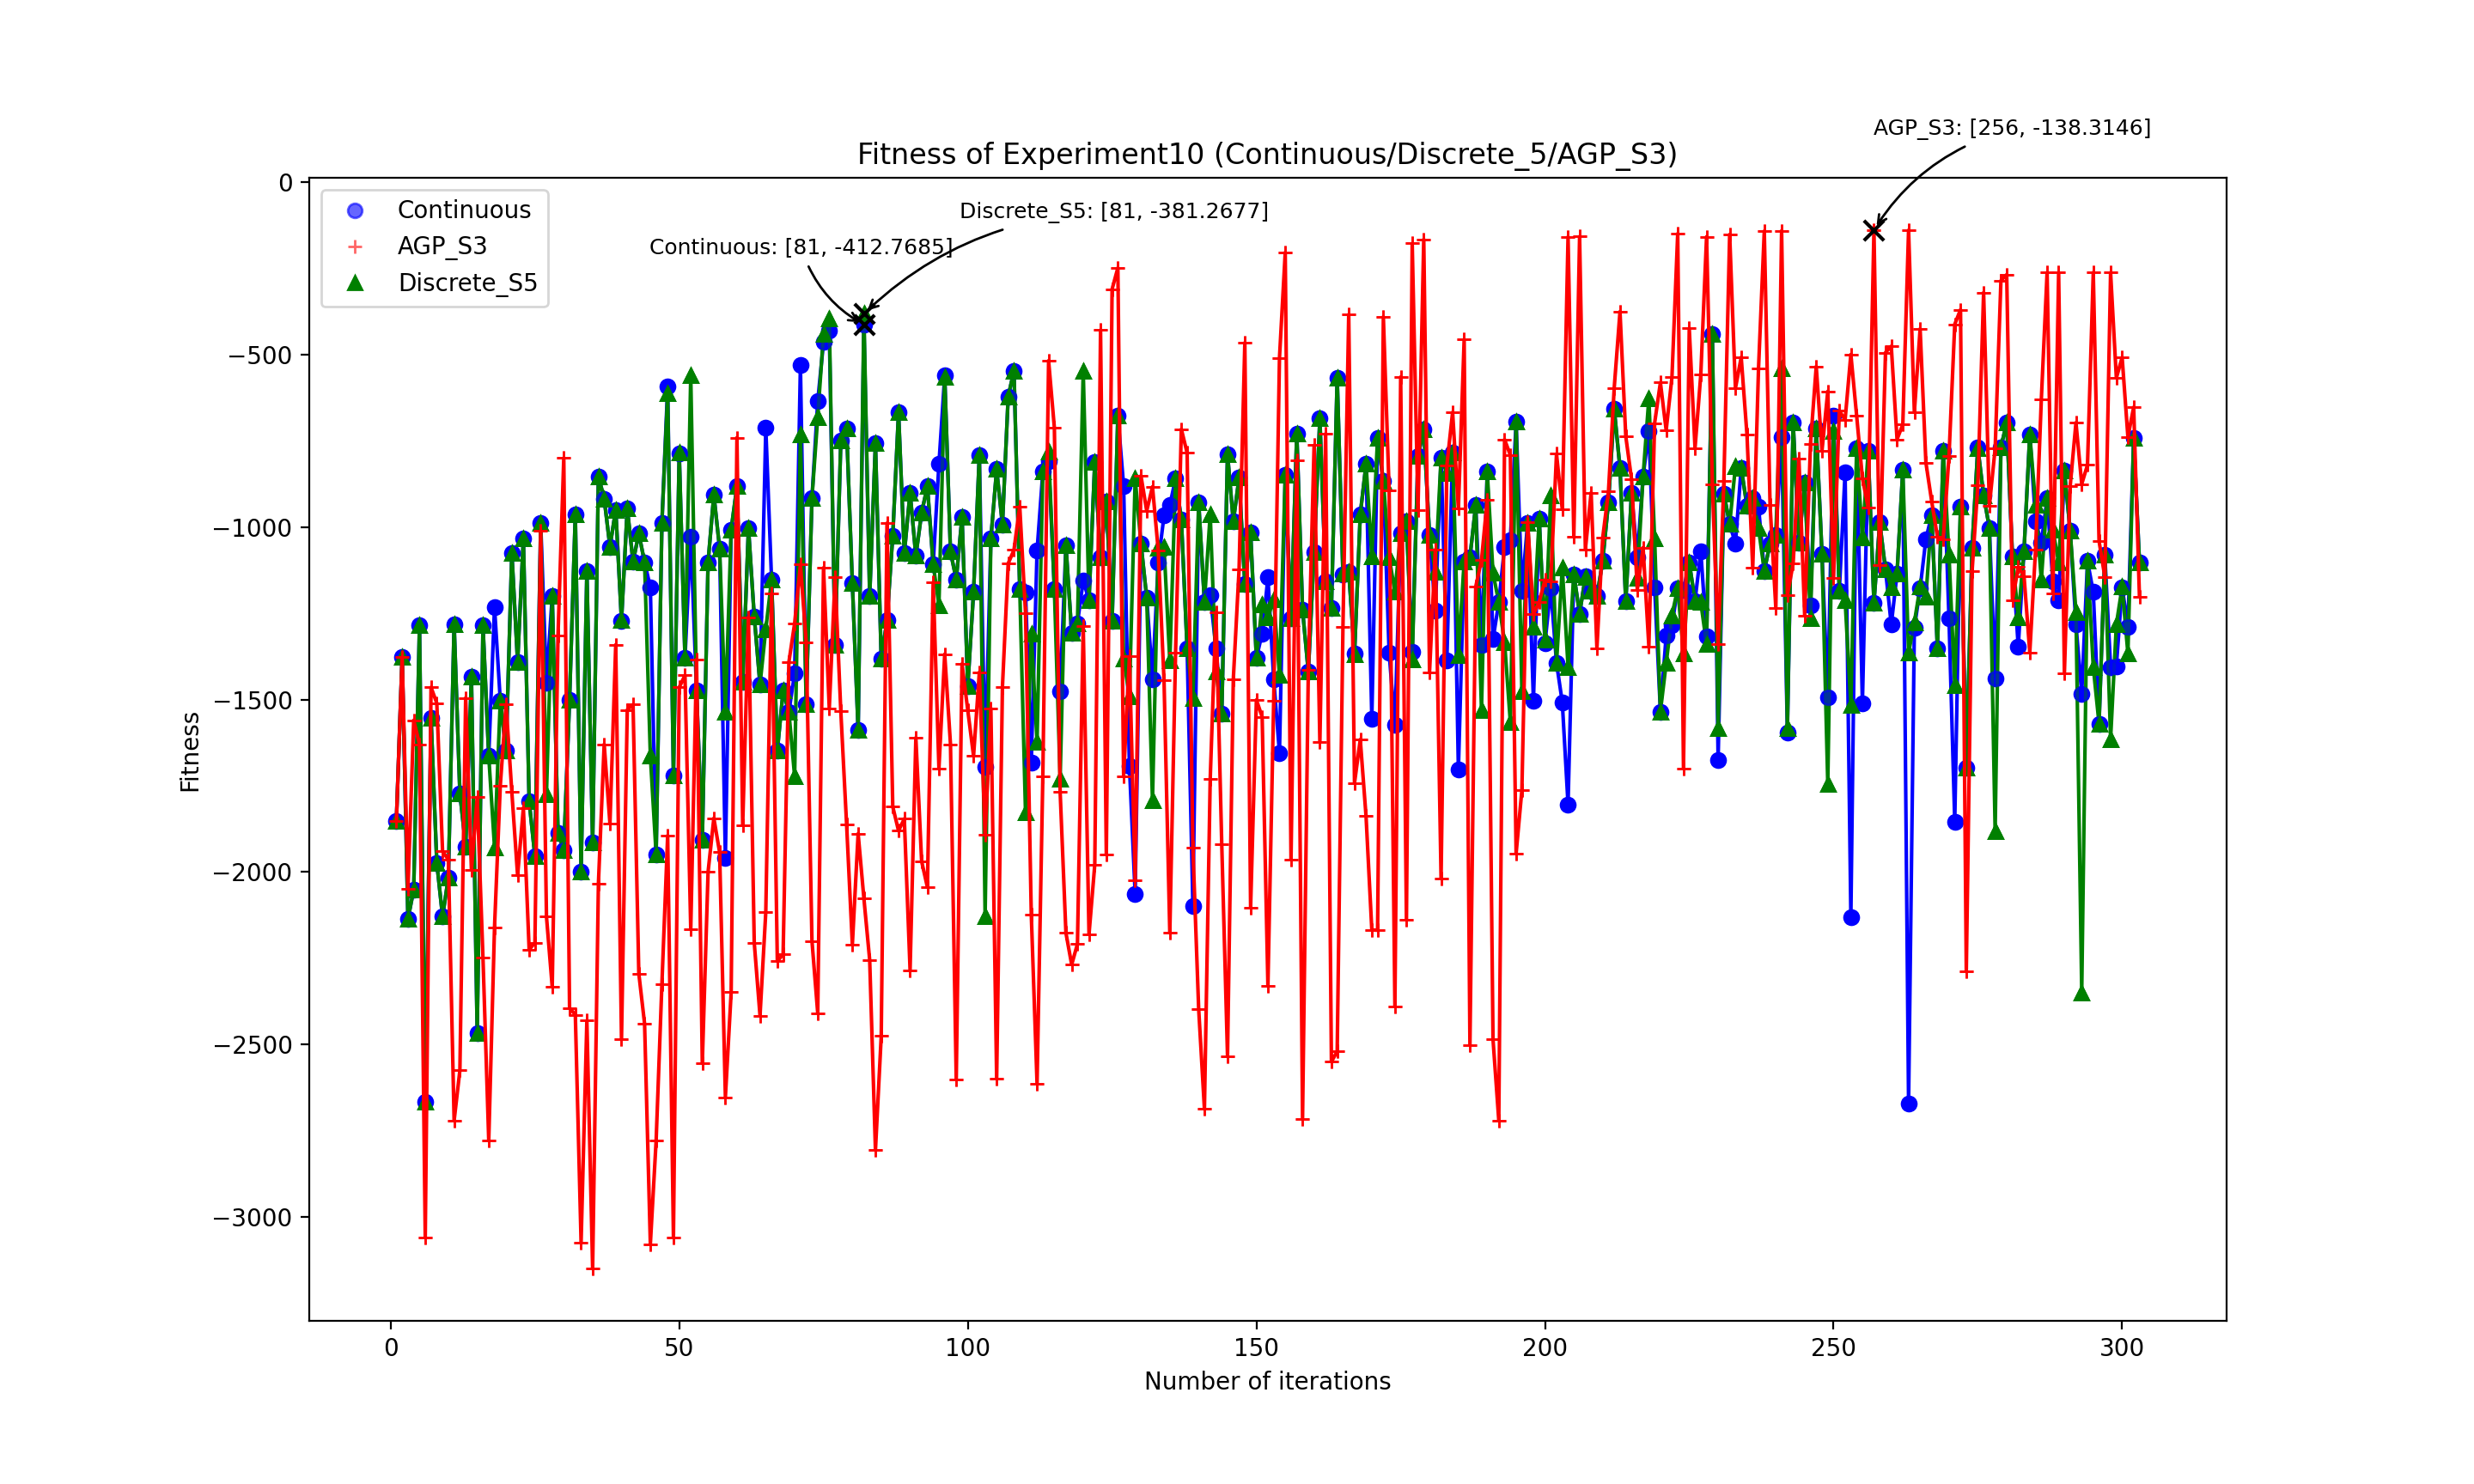 AGP_S3: [256, -138.3146]
Fitness of Experiment10 (Continuous/Discrete_5/AGP_S3)
Continuous
AGP_S3
Discrete_S5
Discrete_S5: [81, -381.2677]
Continuous: [81, -412.7685]
0
−500
−1000
−1500
−2000
−2500
−3000
Fitness
0 50 100 150 200 250 300
Number of iterations